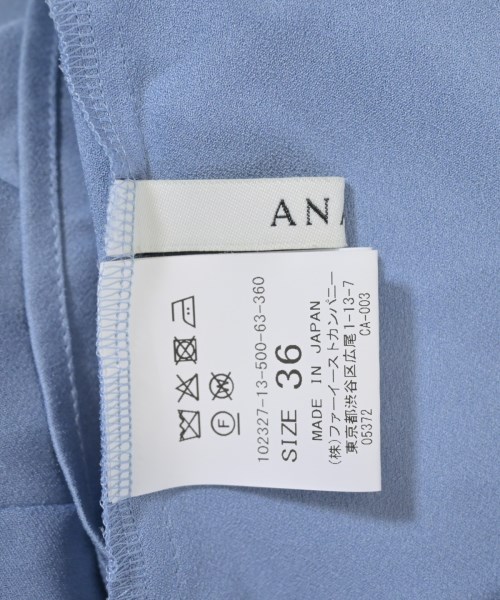 ANA
F
W
102327-13-500-63-360
SIZE 36
MADE IN JAPAN
(株)ファーイーストカンパニー
東京都渋谷区広尾1-13-7
05372 CA-003